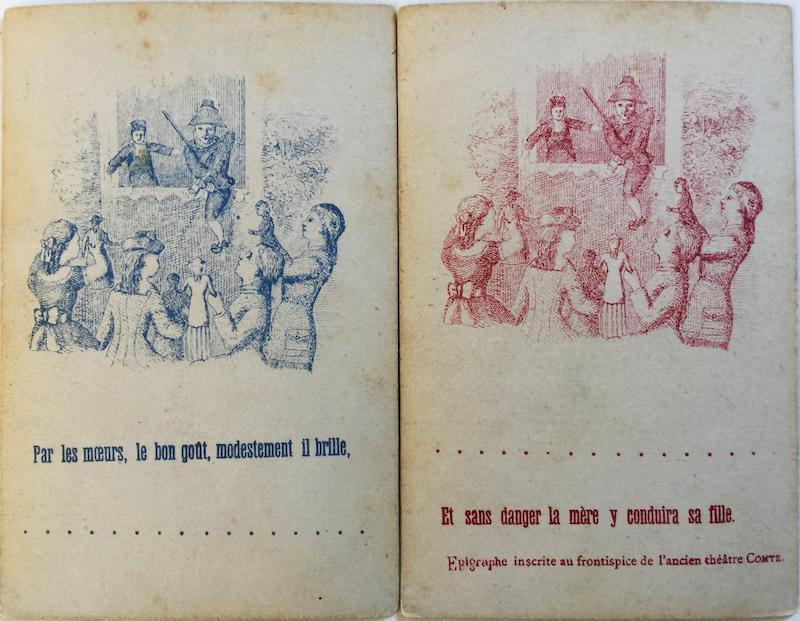 Par les mœurs, le bon goût, modestement il brille,
. . . . . . . . . . . . . . . .
. . . . . . . . . . . . . . . .
Et sans danger la mère y conduira sa fille.
Epigraphe inscrite au frontispice de l'ancien théâtre COMTE.